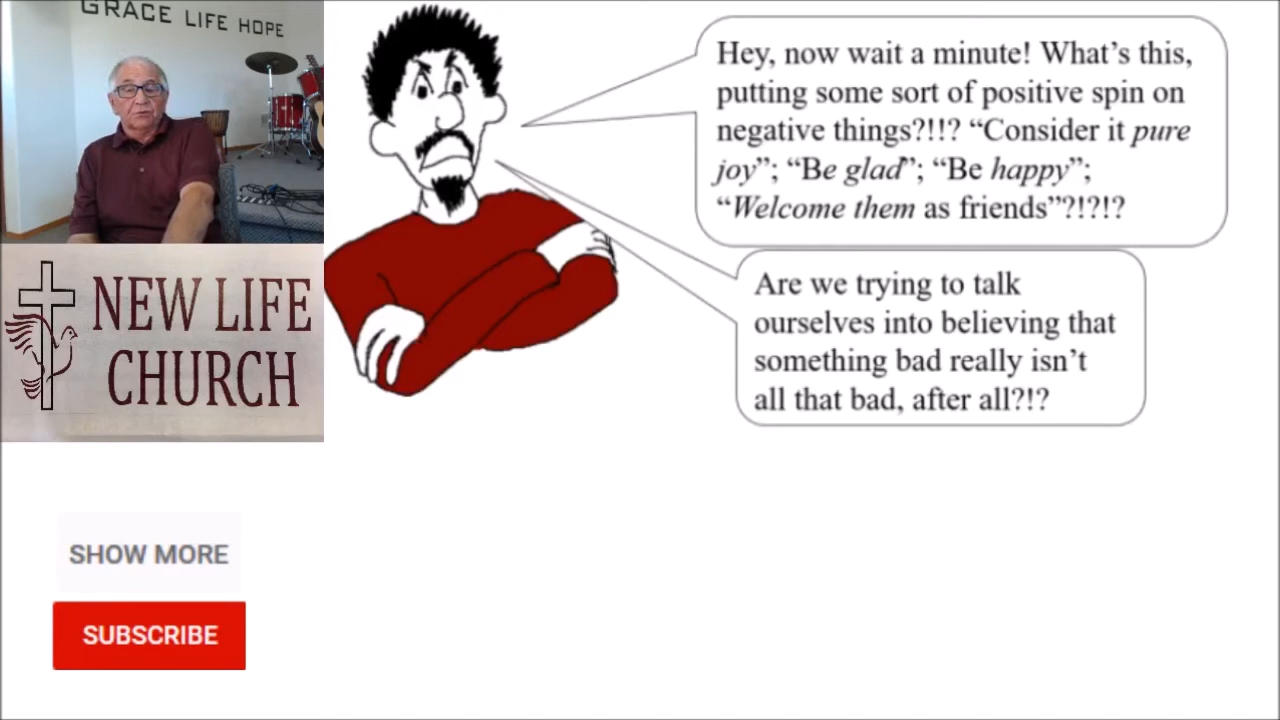 GRACE LIFE HOPE
NEW LIFE
CHURCH
SHOW MORE
SUBSCRIBE
Hey, now wait a minute! What’s this,
putting some sort of positive spin on
negative things?!!? “Consider it pure
joy”; “Be glad”; “Be happy”;
“Welcome them as friends”?!?!?
Are we trying to talk
ourselves into believing that
something bad really isn’t
all that bad, after all?!?